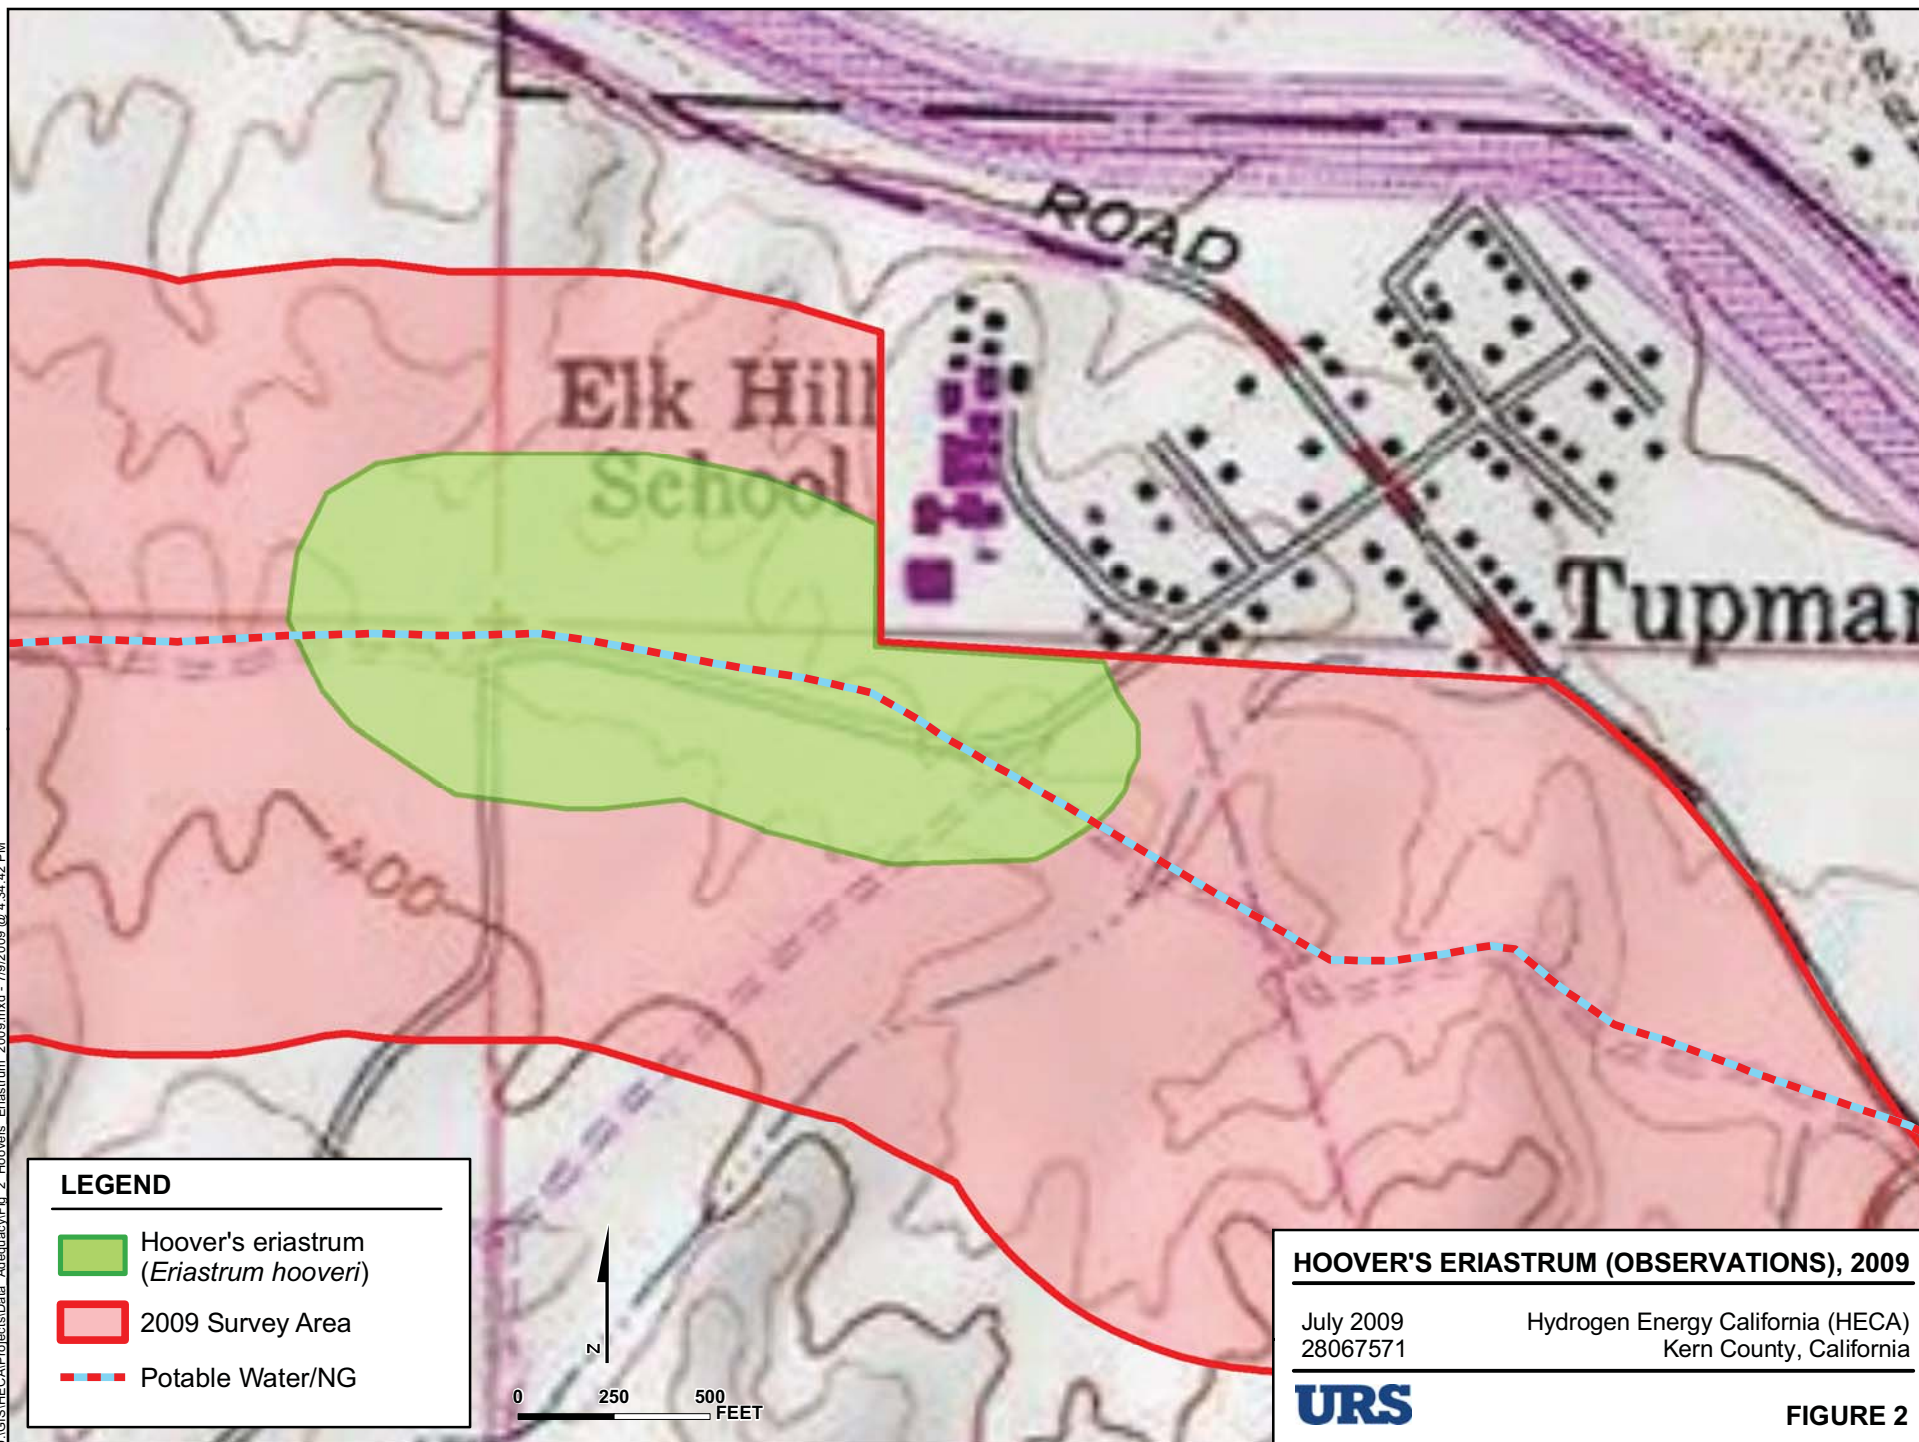 ROAD
Elk Hill
School
Tupman
400
LEGEND
Hoover's eriastrum
(Eriastrum hooveri)
2009 Survey Area
Potable Water/NG
N
0 250 500
FEET
HOOVER'S ERIASTRUM (OBSERVATIONS), 2009
July 2009 Hydrogen Energy California (HECA)
28067571 Kern County, California
URS
FIGURE 2